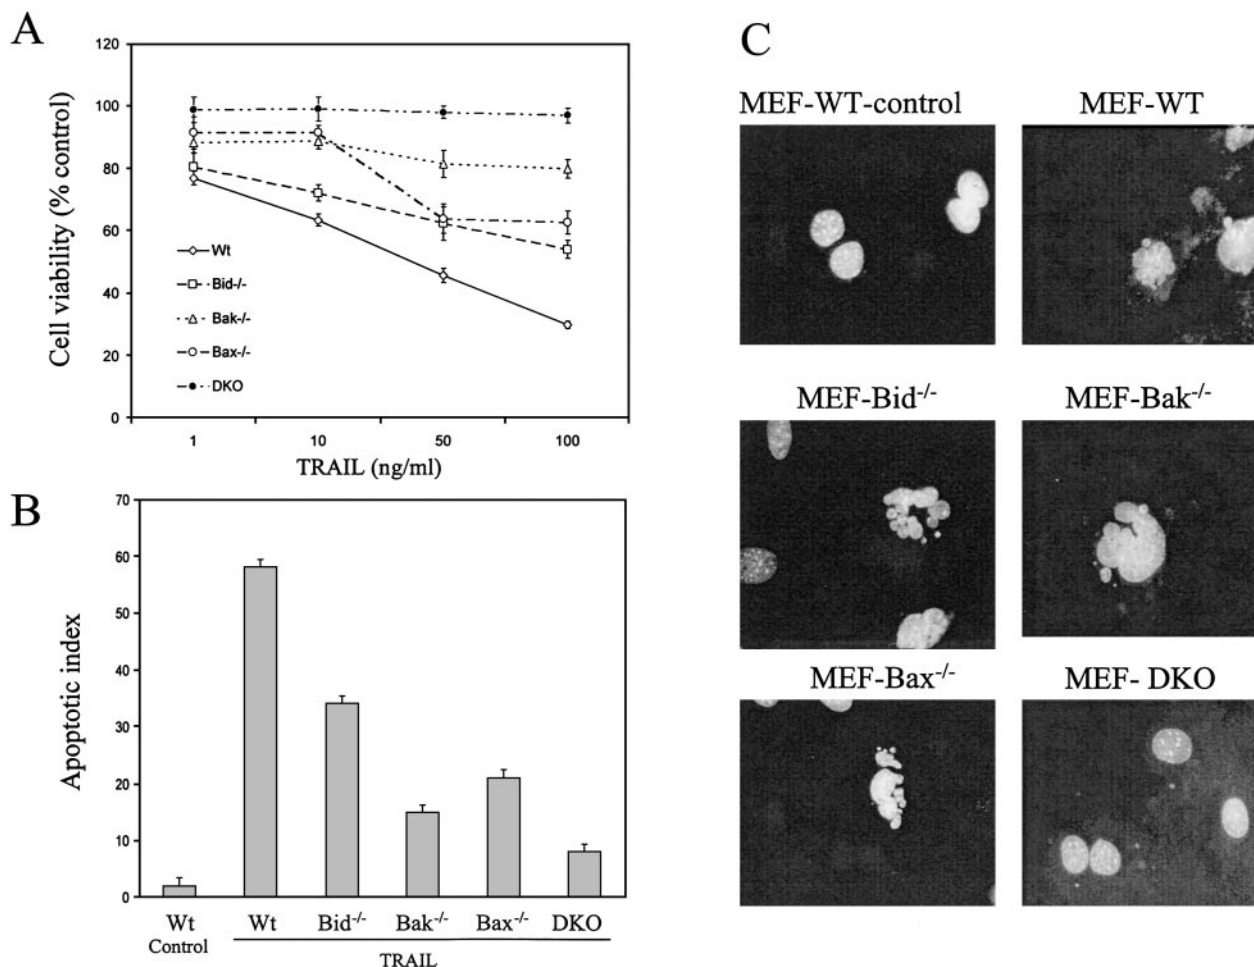 A
120
100
80
60
40
20
0
Cell viability (% control)
Wt
Bid-/-
Bak-/-
Bax-/-
DKO
1 10 50 100
TRAIL (ng/ml)
B
70
60
50
40
30
20
10
0
Apoptotic index
Wt Control
Wt Bid-/- Bak-/- Bax-/- DKO
TRAIL
C
MEF-WT-control MEF-WT
MEF-Bid-/- MEF-Bak-/-
MEF-Bax-/- MEF- DKO